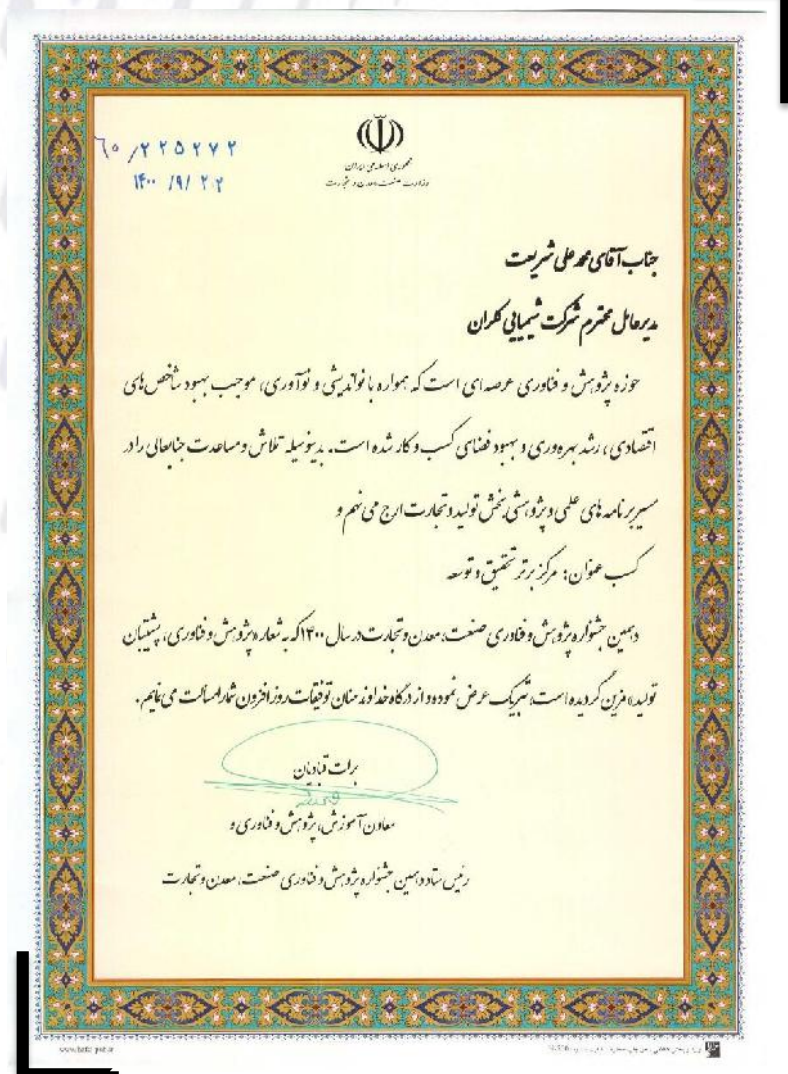 ۶۰/۲۲۵۲۷۲
۱۴۰۰/۹/۲۲
جمهوری اسلامی ایران
وزارت صنعت، معدن و تجارت
جناب آقای محمد علی شریعت
مدیرعامل محترم شرکت شیمیایی کلران
حوزه پژوهش و فناوری عرصه ای است که همواره با نواندیشی و نوآوری، موجب بهبود شاخص های
اقتصادی، رشد بهره وری و بهبود فضای کسب و کار شده است. بدینوسیله تلاش و مساعدت جنابعالی را در
مسیر برنامه های علمی و پژوهشی بخش تولید و تجارت ارج می نهم و
کسب عنوان: مرکز برتر تحقیق و توسعه
دهمین جشنواره پژوهش و فناوری صنعت، معدن و تجارت در سال ۱۴۰۰ که به شعار «پژوهش و فناوری، پشتیبان
تولید» مزین گردیده است، تبریک عرض نموده و از درگاه خداوند منان توفیقات روز افزون شما را مسالت می نمایم.
برات قبادیان
معاون آموزش، پژوهش و فناوری و
رئیس ستاد دهمین جشنواره پژوهش و فناوری صنعت، معدن و تجارت